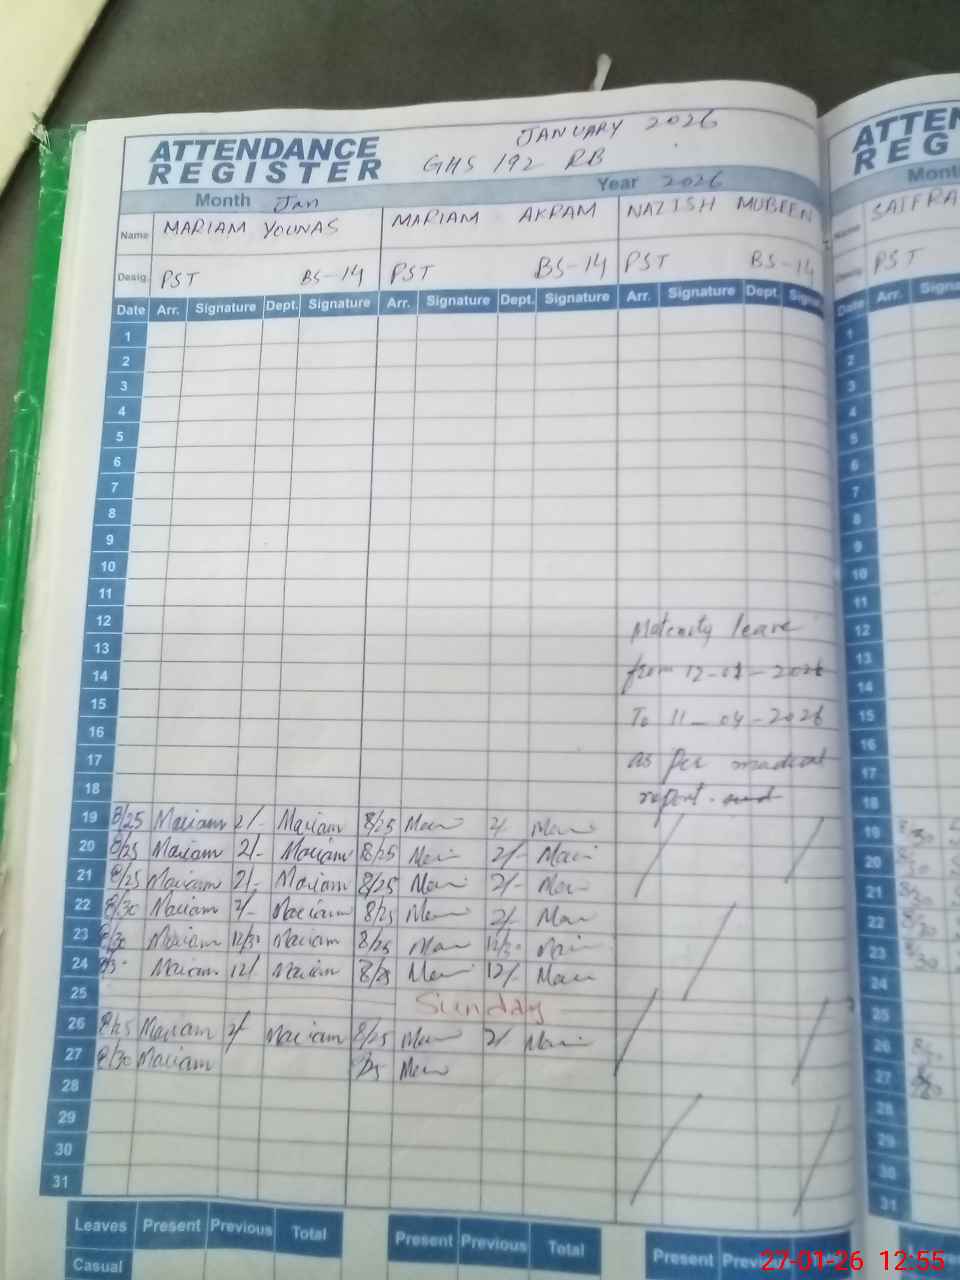 JANUARY 2026
ATTENDANCE REGISTER
GHS 192 RB
Month Jan Year 2026
Name MARIAM YOUNAS MARIAM AKRAM NAZISH MUBEEN
Desig. PST BS-14 PST BS-14 PST BS-14
Date Arr. Signature Dept. Signature Arr. Signature Dept. Signature Arr. Signature Dept.
1
2
3
4
5
6
7
8
9
10
11
12 Maternity leave
13
14 from 12-01-2026
15 To 11-04-2026
16
17 as per medical
18 report.
19 8/25 Mariam 2/- Mariam 8/25 2/
20 8/25 Mariam 2/- Mariam 8/25 2/-
21 8/25 Mariam 2/- Mariam 8/25 2/-
22 8/30 Mariam 2/- Mariam 8/25 2/
23 8/30 Mariam 12/30 Mariam 8/25 12/30
24 Mariam 12/ Mariam 8/25 12/
25 Sunday
26 8/25 Mariam 2/ Mariam 8/25 2/
27 8/30 Mariam
28
29
30
31
Leaves Present Previous Total Present Previous Total Present
Casual
ATTEN
REG
Month
Name
PST
Date Arr.
1
2
3
4
5
6
7
8
9
10
11
12
13
14
15
16
17
18
19 8/30
20
21 8/30
22 8/30
23 8/30
24
25
26
27
28
29
30
31
27-01-26 12:55